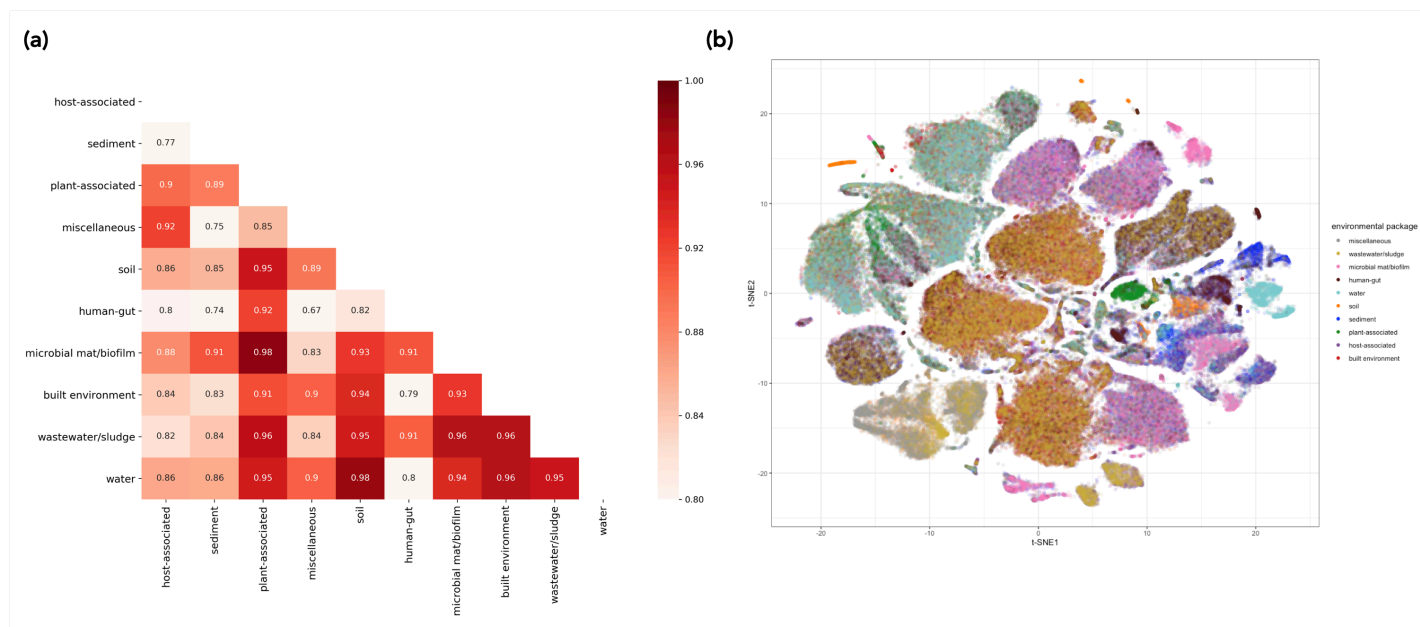 (a)
host-associated
sediment 0.77
plant-associated 0.9 0.89
miscellaneous 0.92 0.75 0.85
soil 0.86 0.85 0.95 0.89
human-gut 0.8 0.74 0.92 0.67 0.82
microbial mat/biofilm 0.88 0.91 0.98 0.83 0.93 0.91
built environment 0.84 0.83 0.91 0.9 0.94 0.79 0.93
wastewater/sludge 0.82 0.84 0.96 0.84 0.95 0.91 0.96 0.96
water 0.86 0.86 0.95 0.9 0.98 0.8 0.94 0.96 0.95
host-associated
sediment
plant-associated
miscellaneous
soil
human-gut
microbial mat/biofilm
built environment
wastewater/sludge
water
1.00
0.96
0.92
0.88
0.84
0.80
(b)
t-SNE2
20
10
0
-10
-20
-20 -10 0 10 20
t-SNE1
environmental package
miscellaneous
wastewater/sludge
microbial mat/biofilm
human-gut
water
soil
sediment
plant-associated
host-associated
built environment